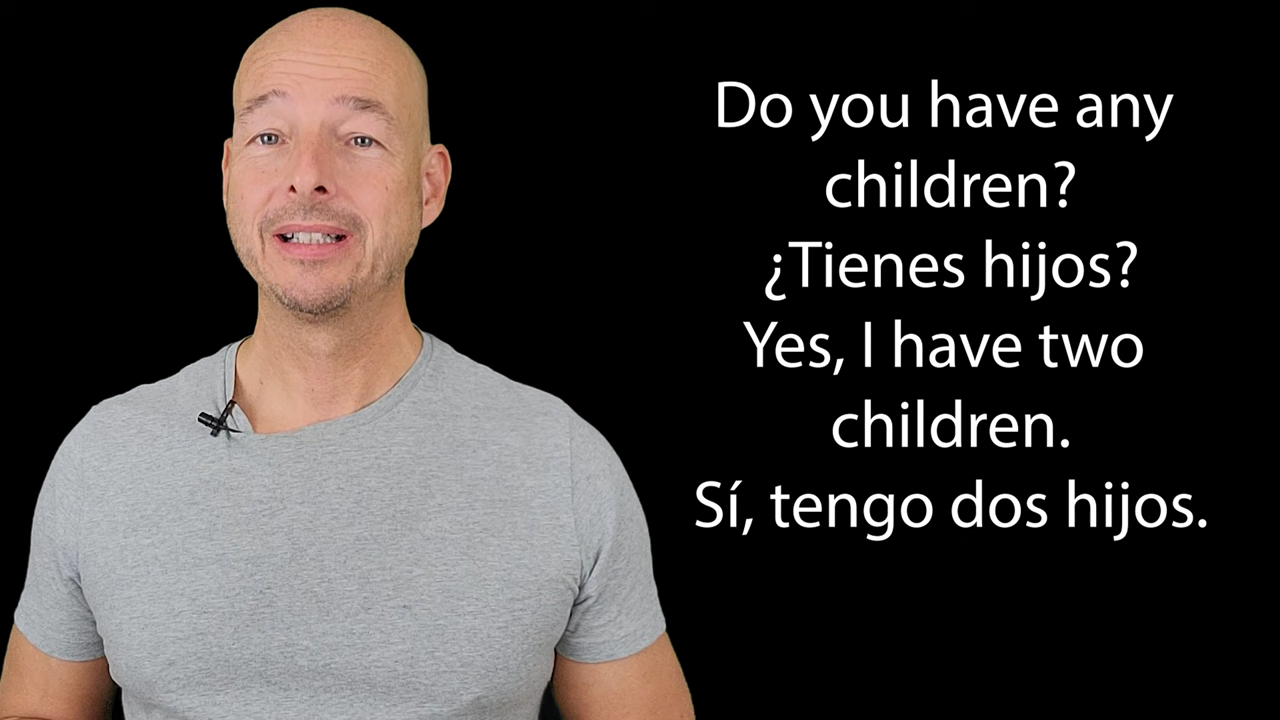 Do you have any
children?
¿Tienes hijos?
Yes, I have two
children.
Sí, tengo dos hijos.